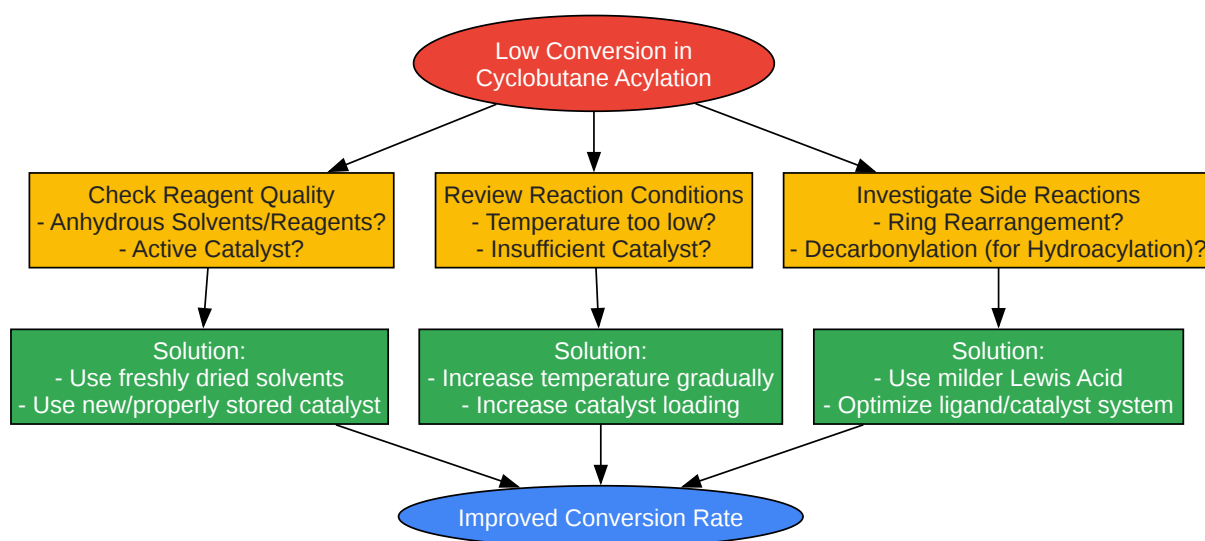 Low Conversion in
Cyclobutane Acylation
Check Reagent Quality
- Anhydrous Solvents/Reagents?
- Active Catalyst?
Review Reaction Conditions
- Temperature too low?
- Insufficient Catalyst?
Investigate Side Reactions
- Ring Rearrangement?
- Decarbonylation (for Hydroacylation)?
Solution:
- Use freshly dried solvents
- Use new/properly stored catalyst
Solution:
- Increase temperature gradually
- Increase catalyst loading
Solution:
- Use milder Lewis Acid
- Optimize ligand/catalyst system
Improved Conversion Rate